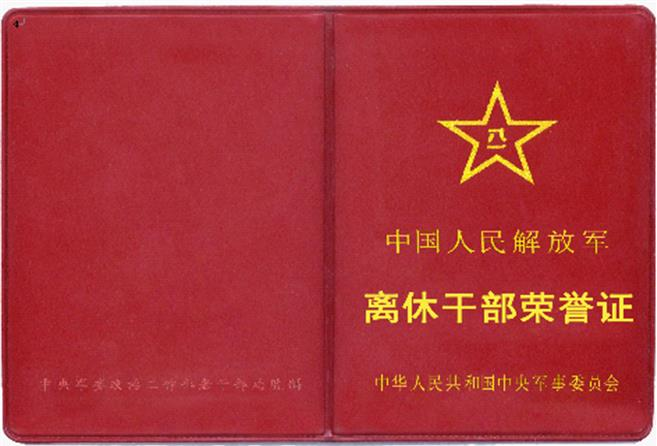 八一
中国人民解放军
离休干部荣誉证
中华人民共和国中央军事委员会